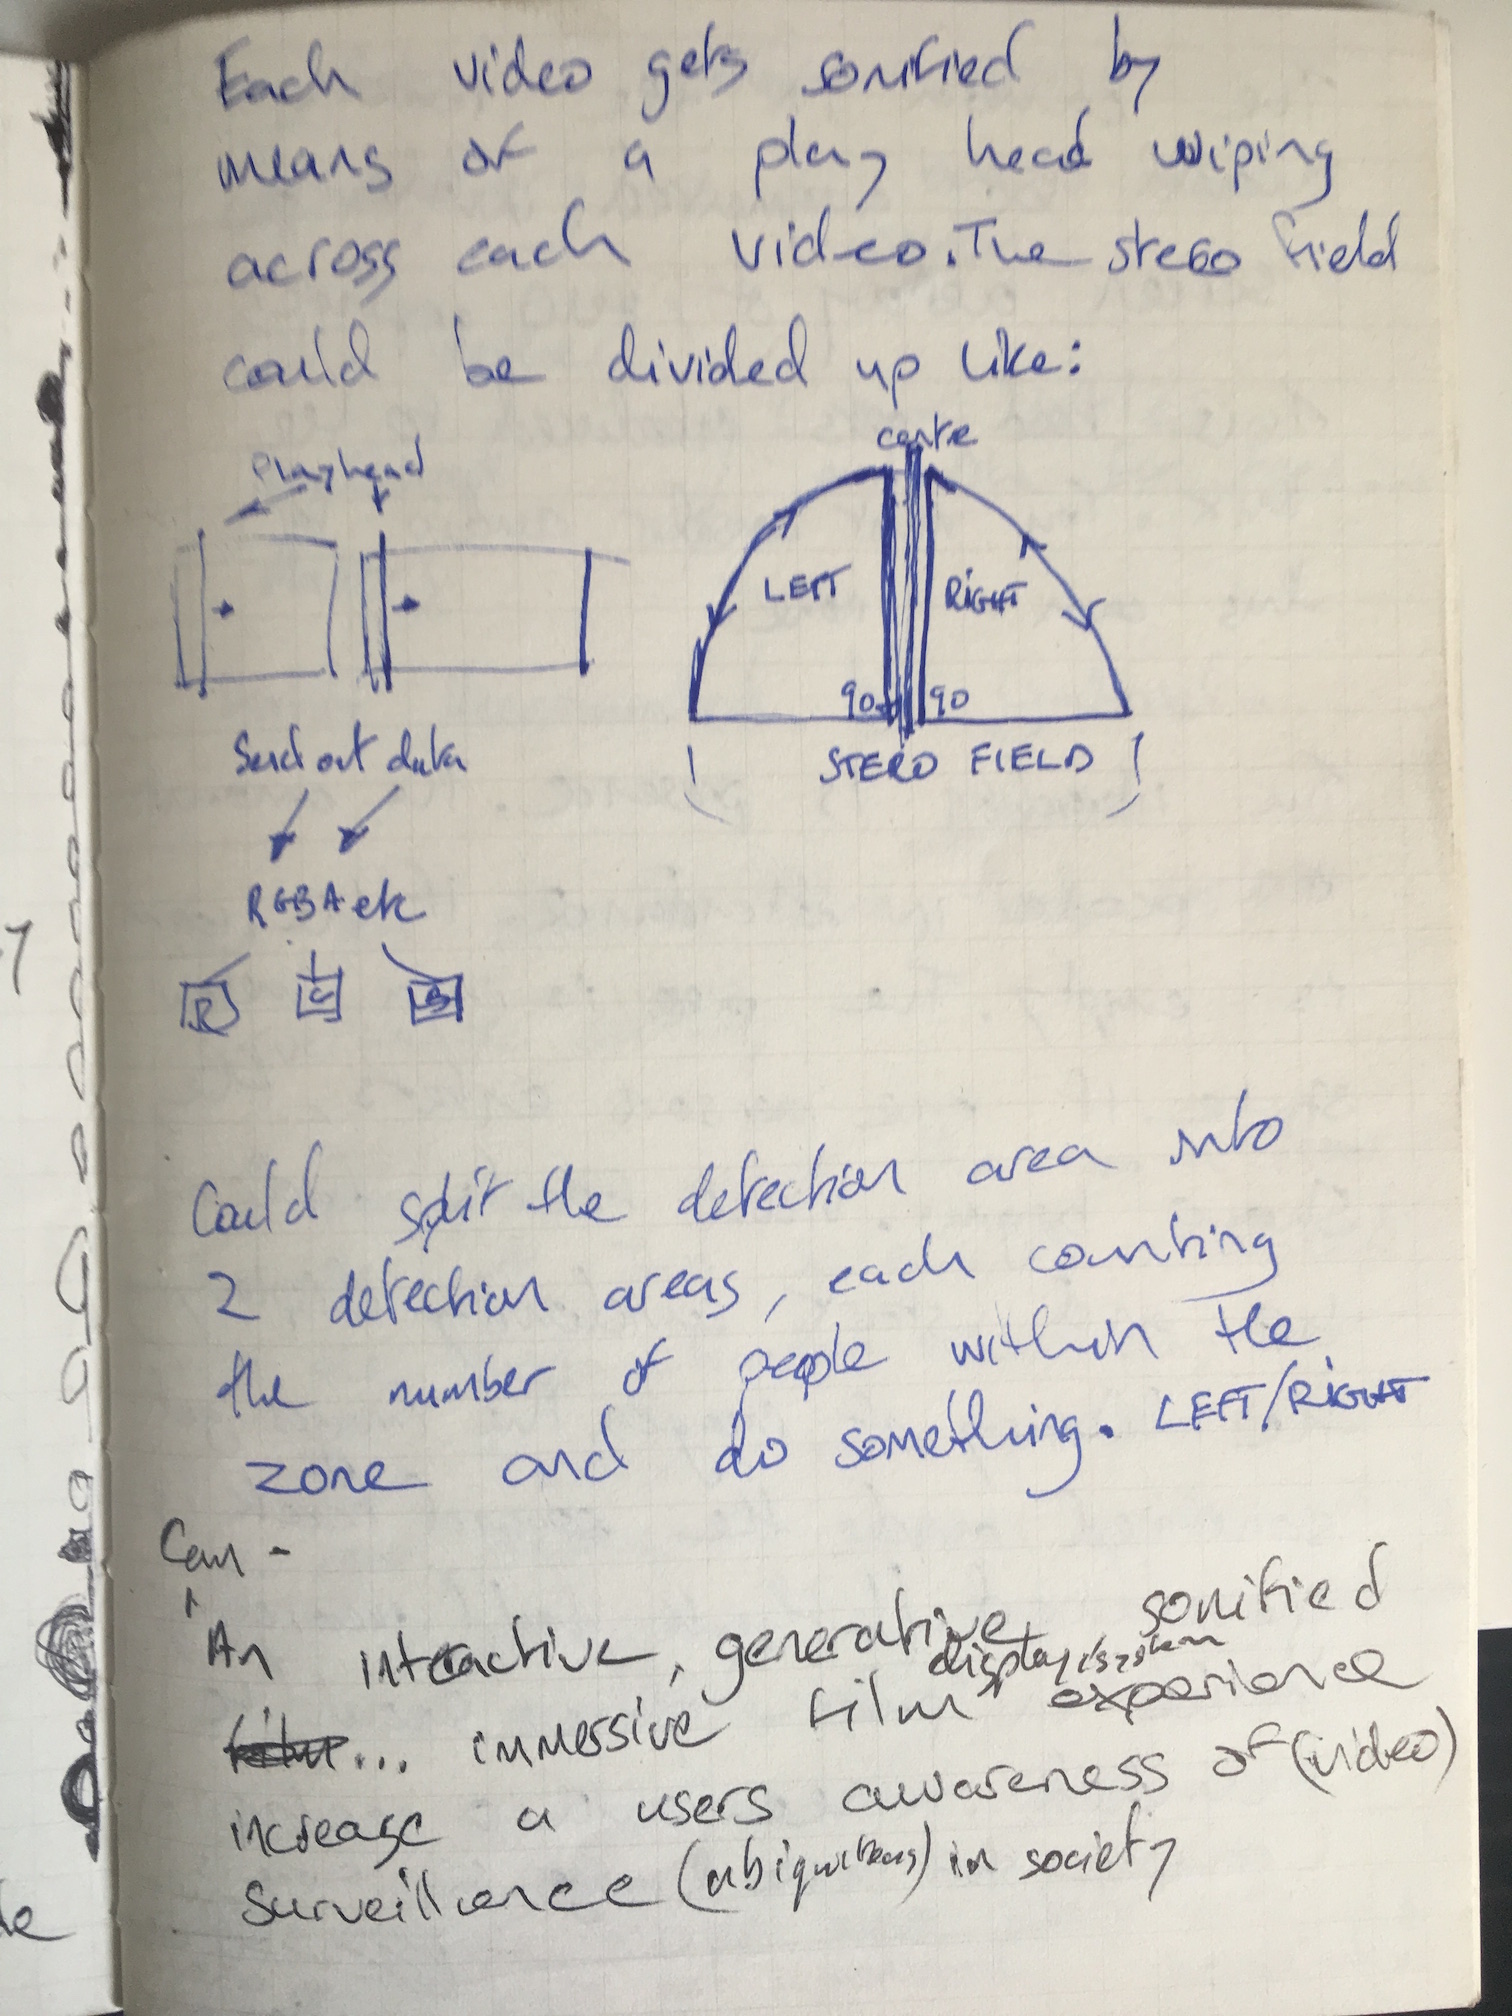 Each video gets sonified by
means of a play head wiping
across each video. The stereo field
could be divided up like:
Playhead
centre
LEFT
RIGHT
90
90
STERO FIELD
Send out data
RGBA etc
R
G
B
Could split the detection area into
2 detection areas, each counting
the number of people within the
zone and do something. LEFT/RIGHT
Can -
An interactive, generative, sonified
display/system
... immersive film experience
increase a users awareness of (video)
surveillance (ubiquitous) in society